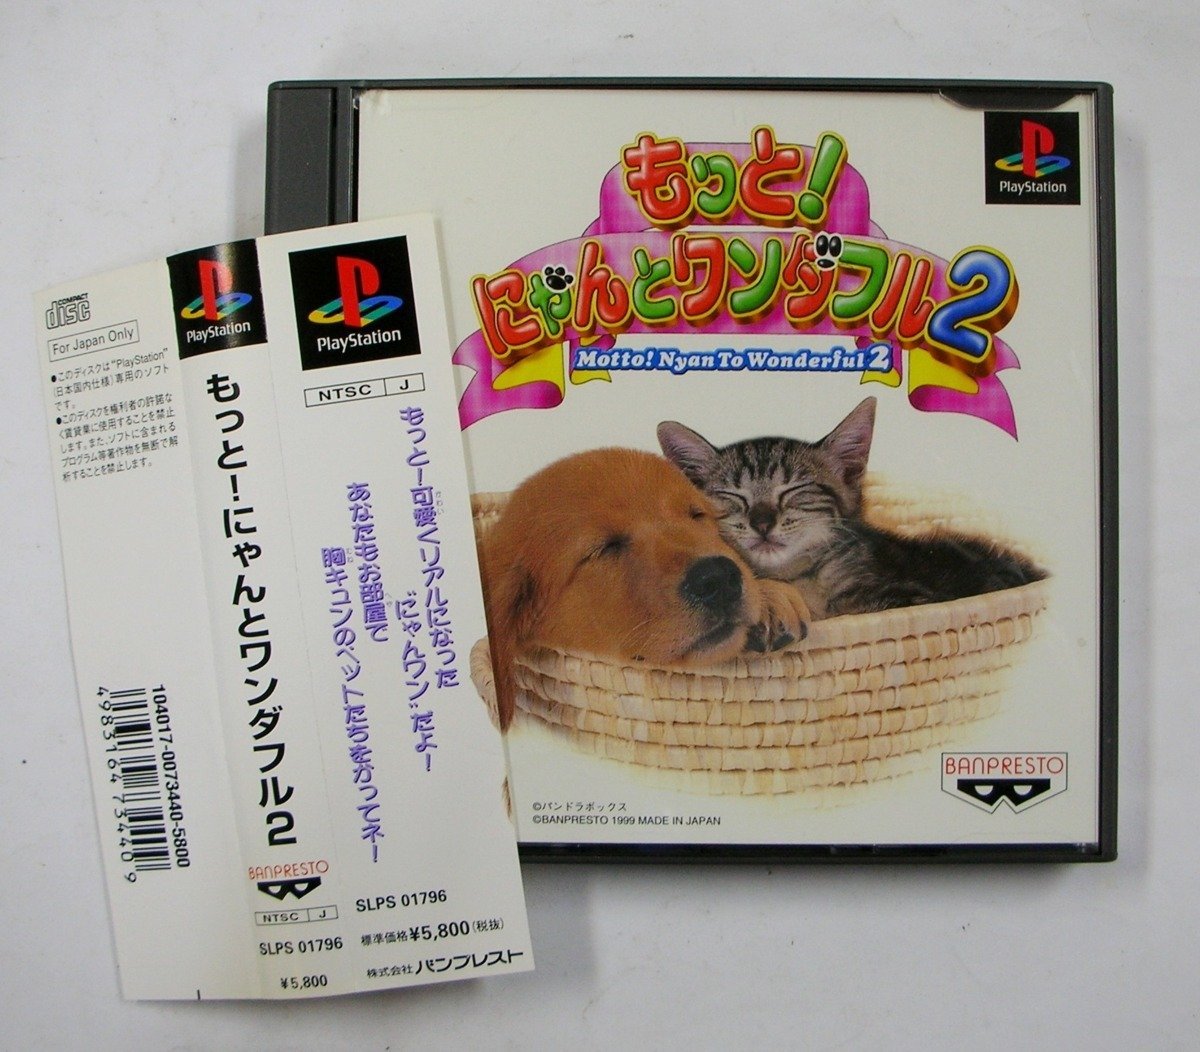 もっと!
にゃんとワンダフル2
Motto! Nyan To Wonderful 2
PlayStation
BANPRESTO
©パンドラボックス
©BANPRESTO 1999 MADE IN JAPAN
COMPACT
disc
For Japan Only
●このディスクは"PlayStation"
(日本国内仕様)専用のソフト
です。
●このディスクを権利者の許諾な
く賃貸業に使用することを禁止
します。また、ソフトに含まれる
プログラム等著作物を無断で解
析することを禁止します。
104017-0073440-5800
4983164734409
PlayStation
もっと!にゃんとワンダフル2
BANPRESTO
NTSC J
SLPS 01796
¥5,800
PlayStation
NTSC J
もっと!可愛くリアルになった
"にゃんワン"だよ!
あなたもお部屋で
胸キュンのペットたちをかってネ!
SLPS 01796
標準価格¥5,800(税抜)
株式会社 バンプレスト